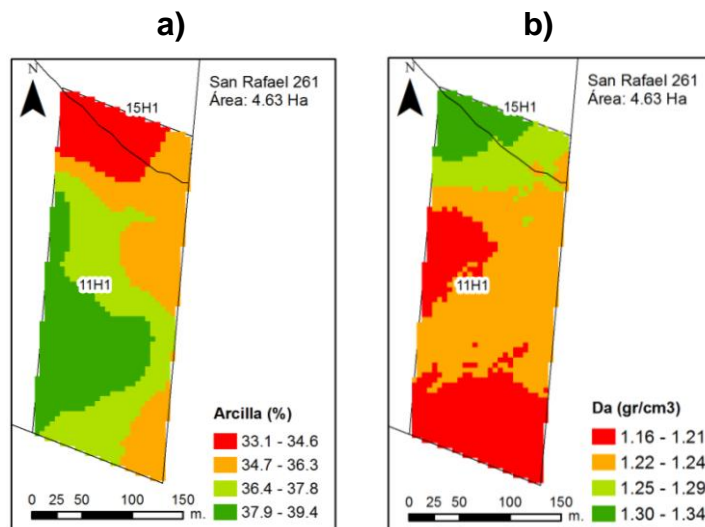 a)
N
San Rafael 261
Área: 4.63 Ha
15H1
11H1
Arcilla (%)
33.1 - 34.6
34.7 - 36.3
36.4 - 37.8
37.9 - 39.4
0 25 50 100 150
m.
b)
N
San Rafael 261
Área: 4.63 Ha
15H1
11H1
Da (gr/cm3)
1.16 - 1.21
1.22 - 1.24
1.25 - 1.29
1.30 - 1.34
0 25 50 100 150
m.